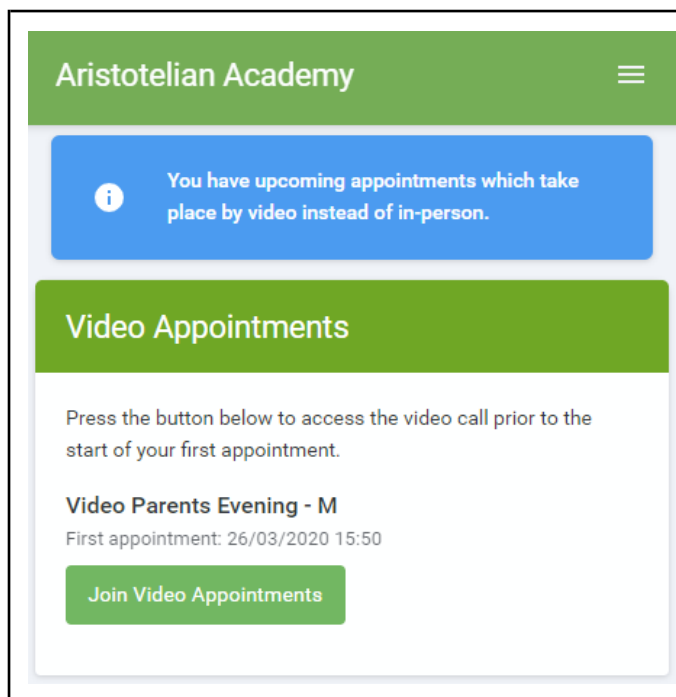 Aristotelian Academy
You have upcoming appointments which take
place by video instead of in-person.
Video Appointments
Press the button below to access the video call prior to the
start of your first appointment.
Video Parents Evening - M
First appointment: 26/03/2020 15:50
Join Video Appointments